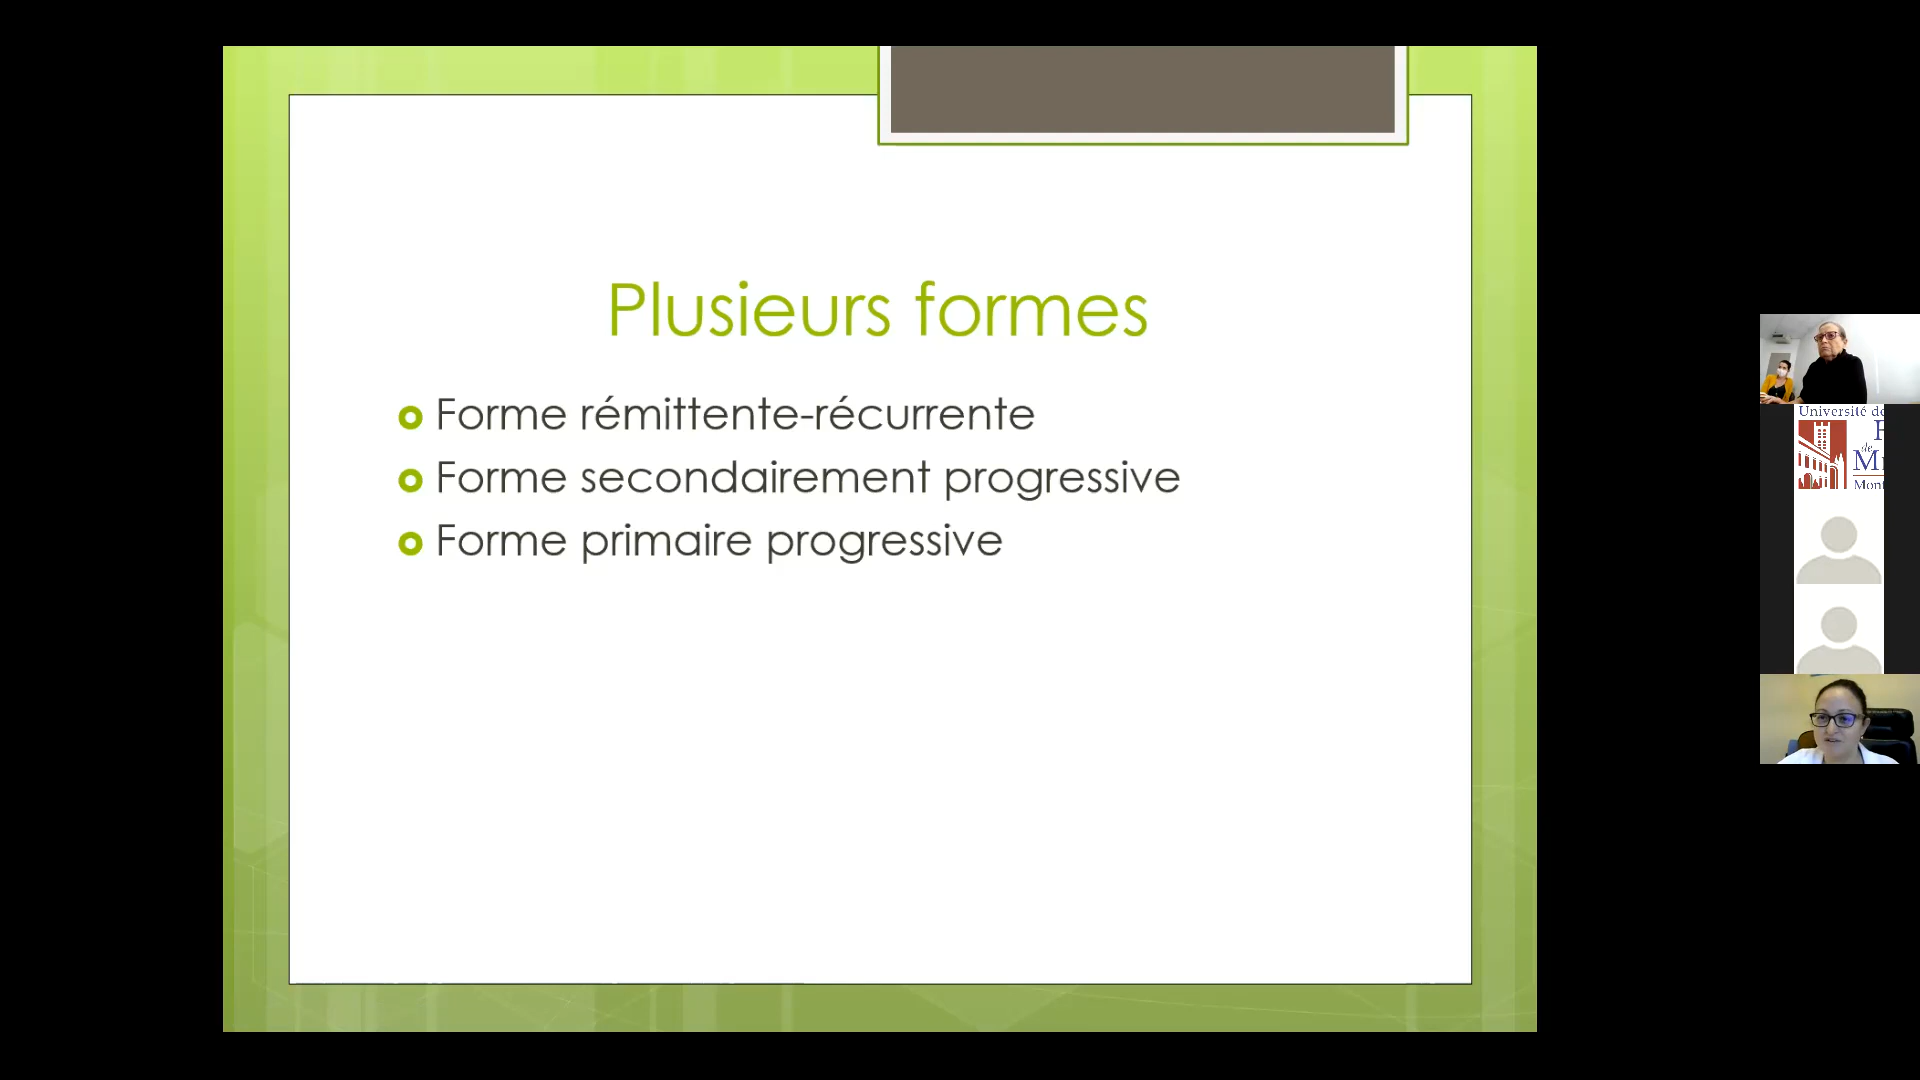 Plusieurs formes
Forme rémittente-récurrente
Forme secondairement progressive
Forme primaire progressive
Université
de
Mont